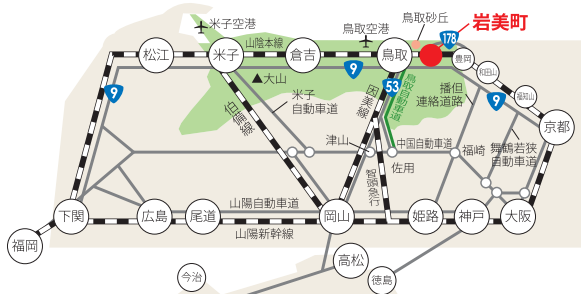 米子空港
鳥取空港
鳥取砂丘
岩美町
178
山陰本線
松江
米子
倉吉
鳥取
豊岡
和田山
福知山
京都
9
9
9
53
大山
米子
自動車道
伯備線
因美線
鳥取自動車道
播但
連絡道路
津山
中国自動車道
佐用
福崎
舞鶴若狭
自動車道
智頭急行
山陽自動車道
下関
広島
尾道
岡山
姫路
神戸
大阪
山陽新幹線
福岡
高松
今治
徳島